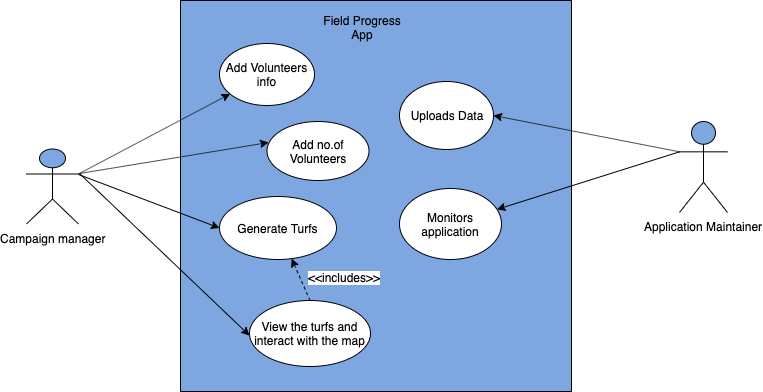 Field Progress
App
Add Volunteers
info
Uploads Data
Add no.of
Volunteers
Campaign manager
Generate Turfs
Monitors
application
Application Maintainer
<<includes>>
View the turfs and
interact with the map